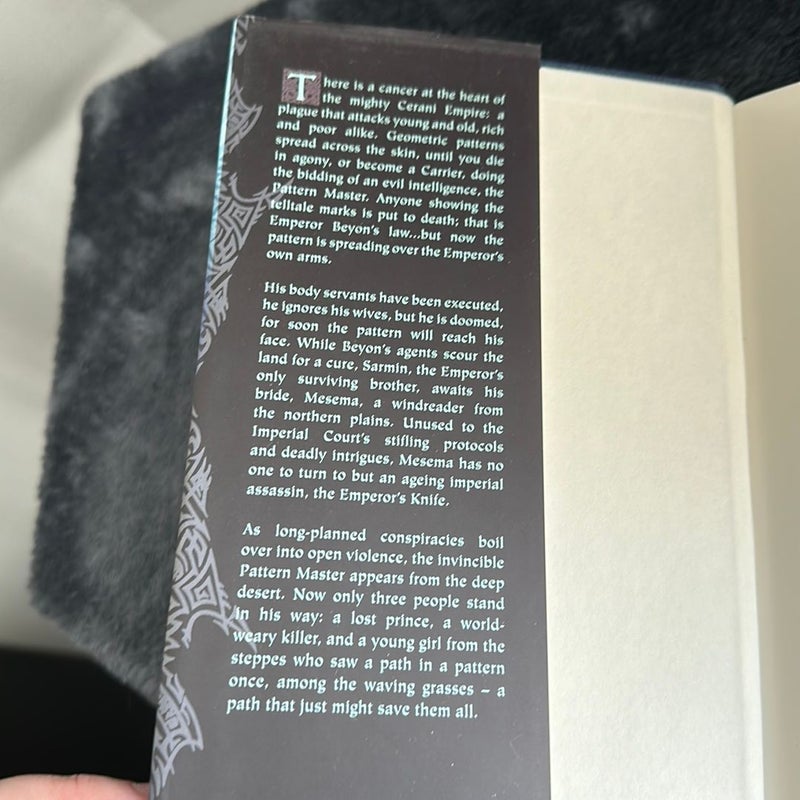 There is a cancer at the heart of
the mighty Cerani Empire: a
plague that attacks young and old, rich
and poor alike. Geometric patterns
spread across the skin, until you die
in agony, or become a Carrier, doing
the bidding of an evil intelligence, the
Pattern Master. Anyone showing the
telltale marks is put to death; that is
Emperor Beyon's law...but now the
pattern is spreading over the Emperor's
own arms.
His body servants have been executed,
he ignores his wives, but he is doomed,
for soon the pattern will reach his
face. While Beyon's agents scour the
land for a cure, Sarmin, the Emperor's
only surviving brother, awaits his
bride, Mesema, a windreader from
the northern plains. Unused to the
Imperial Court's stifling protocols
and deadly intrigues, Mesema has no
one to turn to but an ageing imperial
assassin, the Emperor's Knife.
As long-planned conspiracies boil
over into open violence, the invincible
Pattern Master appears from the deep
desert. Now only three people stand
in his way: a lost prince, a world-
weary killer, and a young girl from the
steppes who saw a path in a pattern
once, among the waving grasses – a
path that just might save them all.